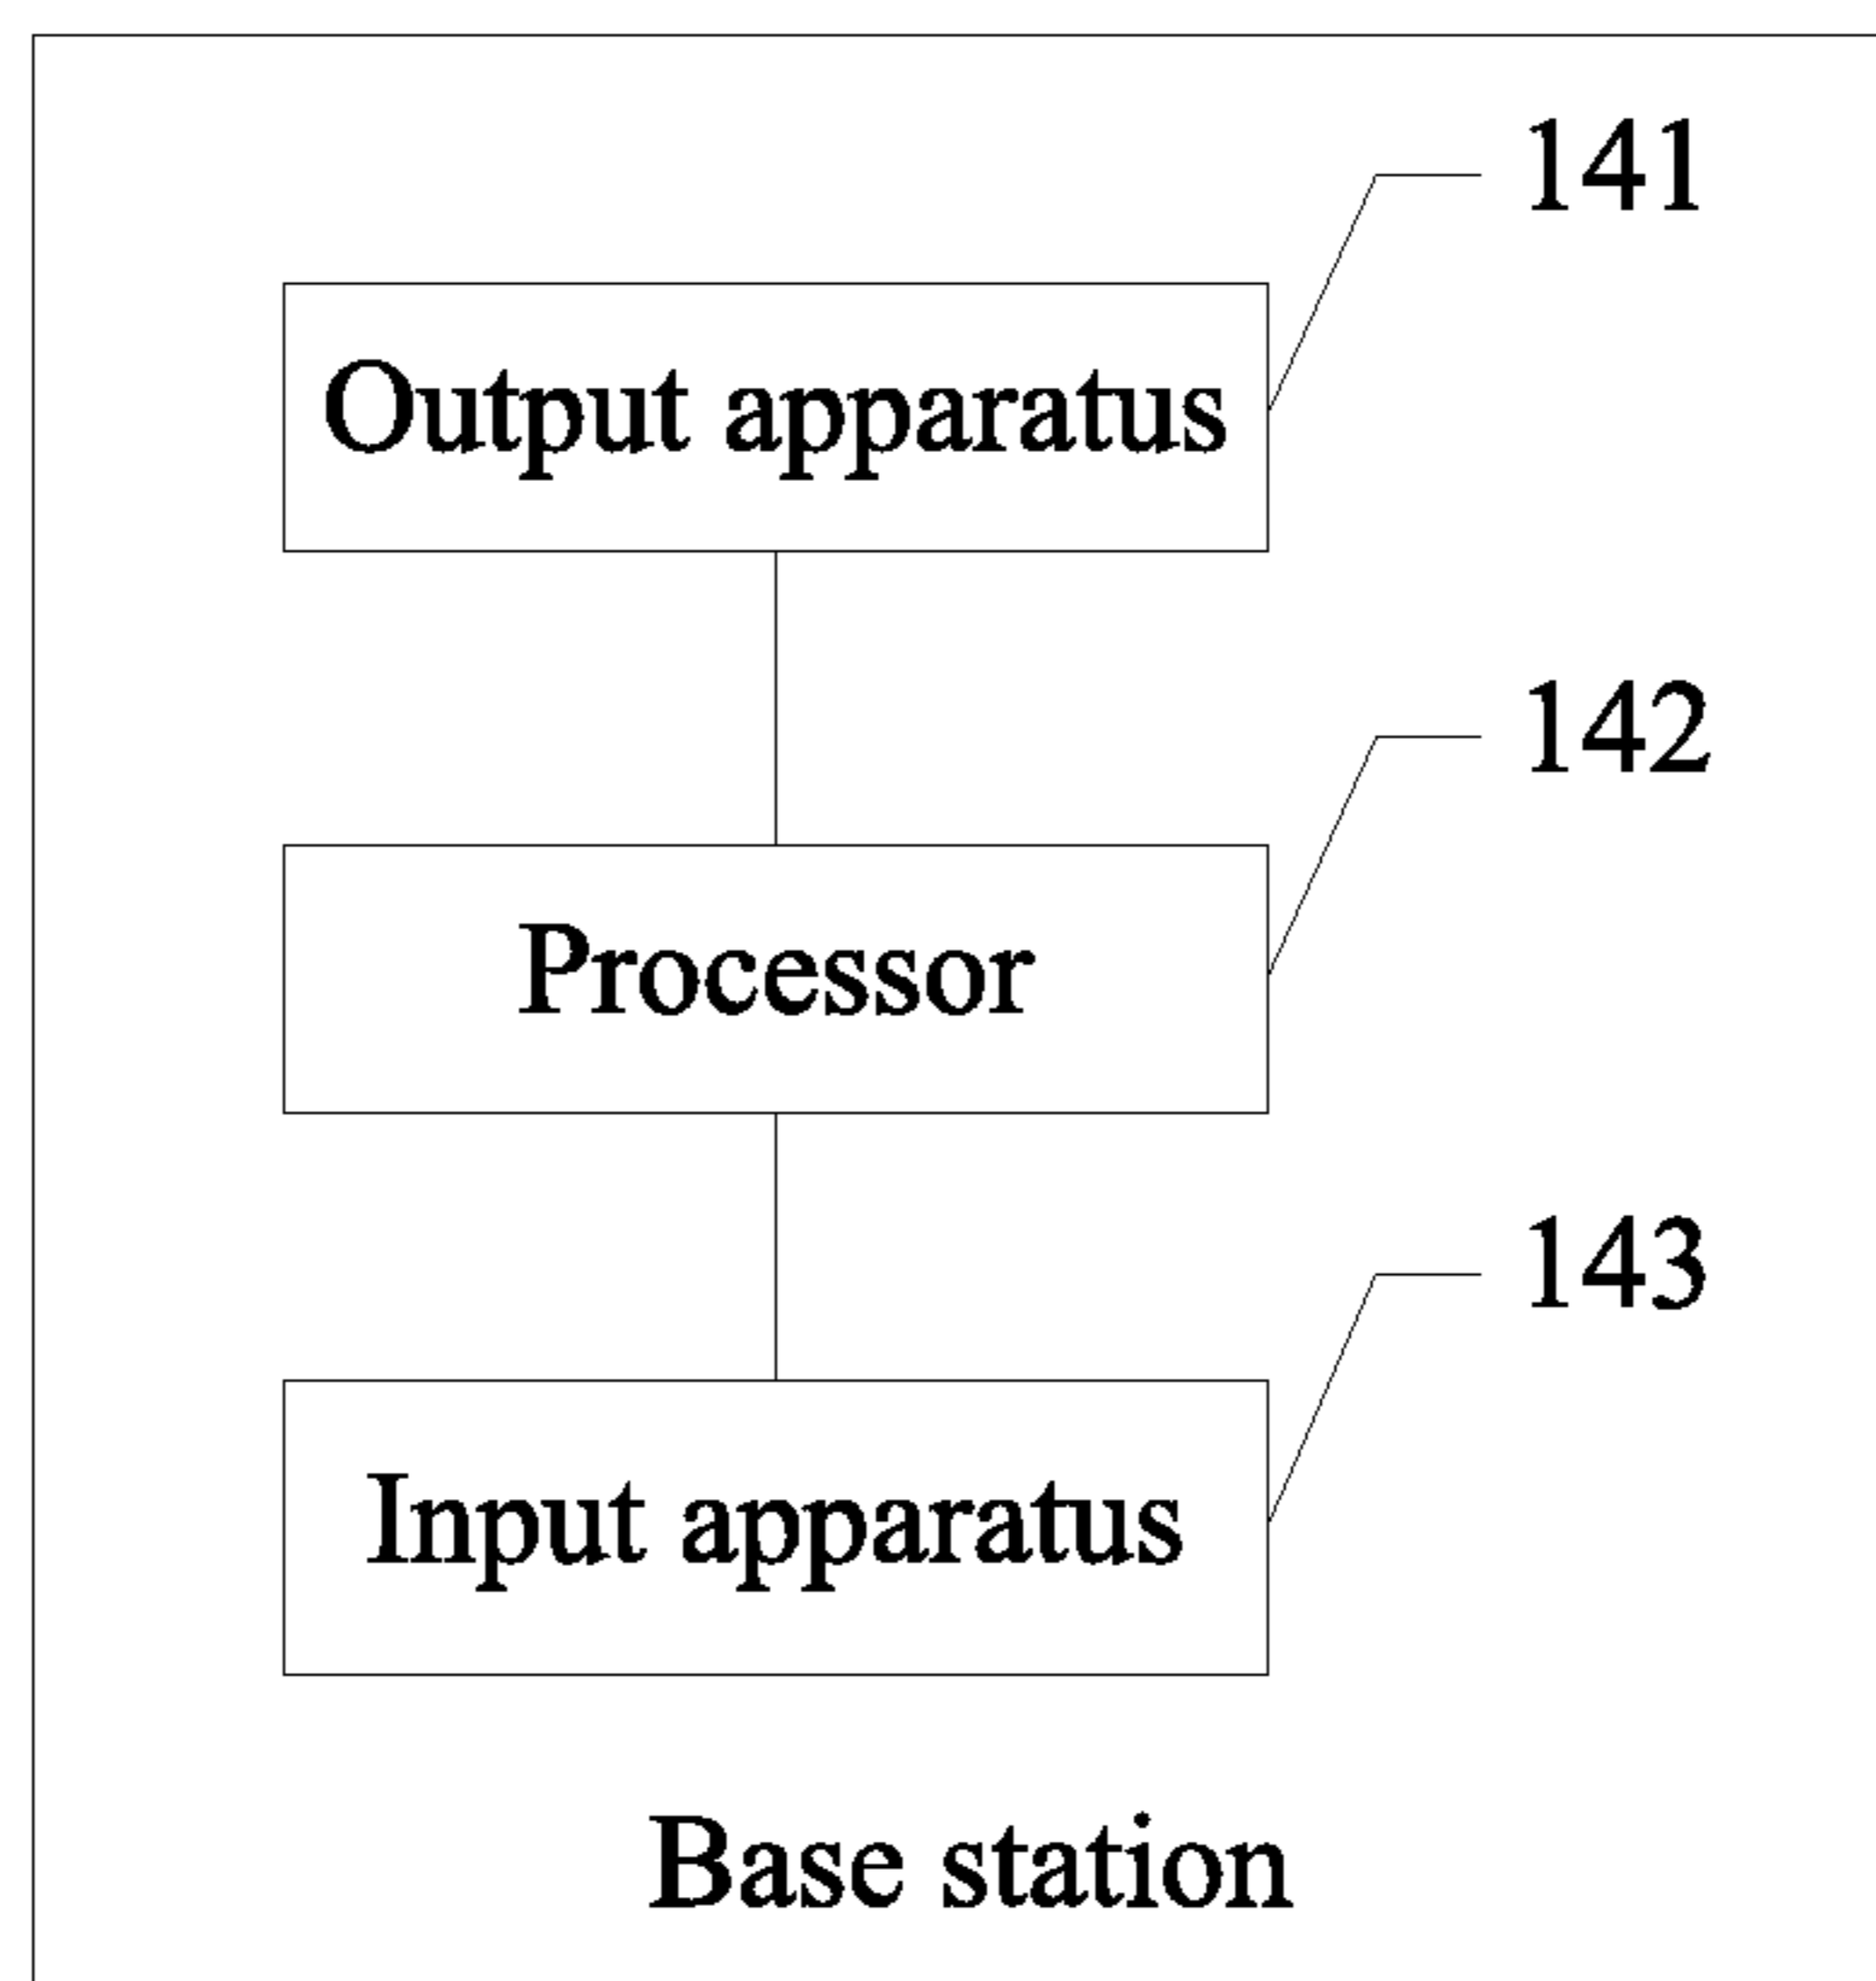 141
Output apparatus
142
Processor
143
Input apparatus
Base station